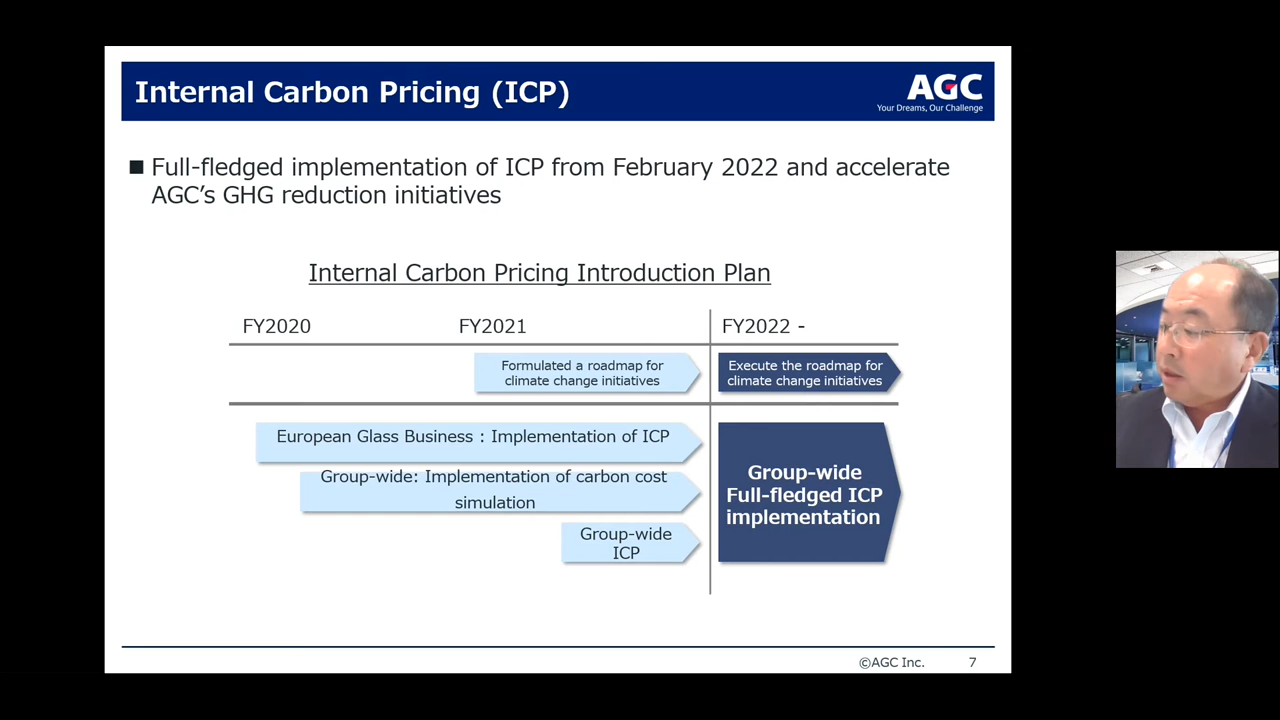 Internal Carbon Pricing (ICP)
AGC
Your Dreams, Our Challenge
■ Full-fledged implementation of ICP from February 2022 and accelerate
AGC’s GHG reduction initiatives
Internal Carbon Pricing Introduction Plan
FY2020 FY2021 FY2022 -
Formulated a roadmap for
climate change initiatives
Execute the roadmap for
climate change initiatives
European Glass Business : Implementation of ICP
Group-wide: Implementation of carbon cost
simulation
Group-wide
ICP
Group-wide
Full-fledged ICP
implementation
©AGC Inc. 7